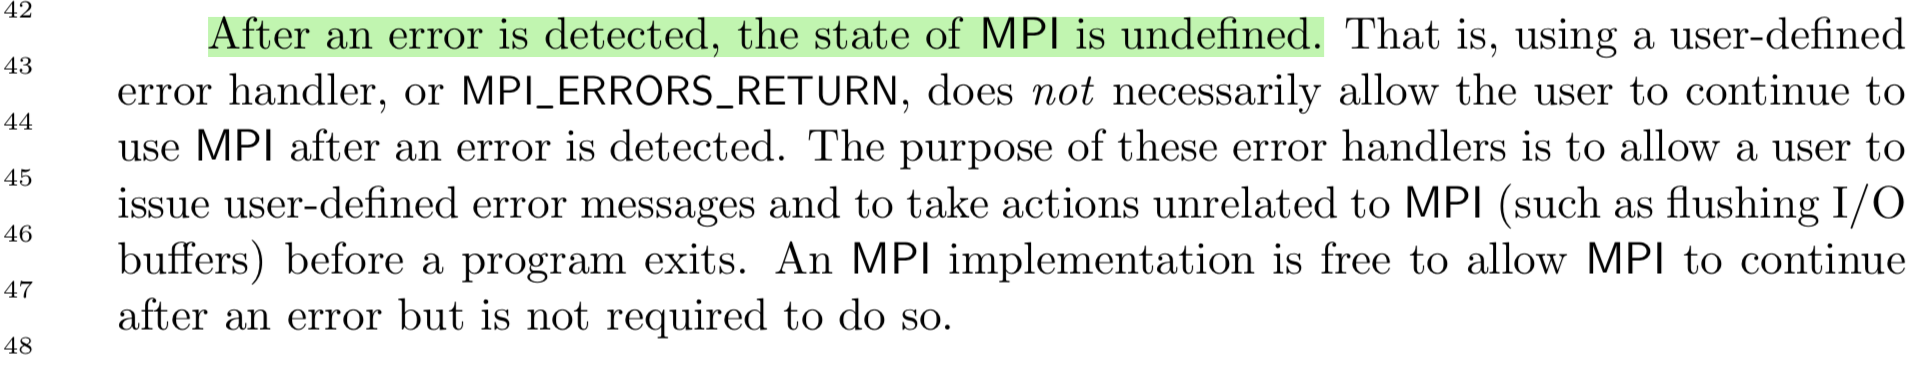 42
After an error is detected, the state of MPI is undefined. That is, using a user-defined
43
error handler, or MPI_ERRORS_RETURN, does not necessarily allow the user to continue to
44
use MPI after an error is detected. The purpose of these error handlers is to allow a user to
45
issue user-defined error messages and to take actions unrelated to MPI (such as flushing I/O
46
buffers) before a program exits. An MPI implementation is free to allow MPI to continue
47
after an error but is not required to do so.
48